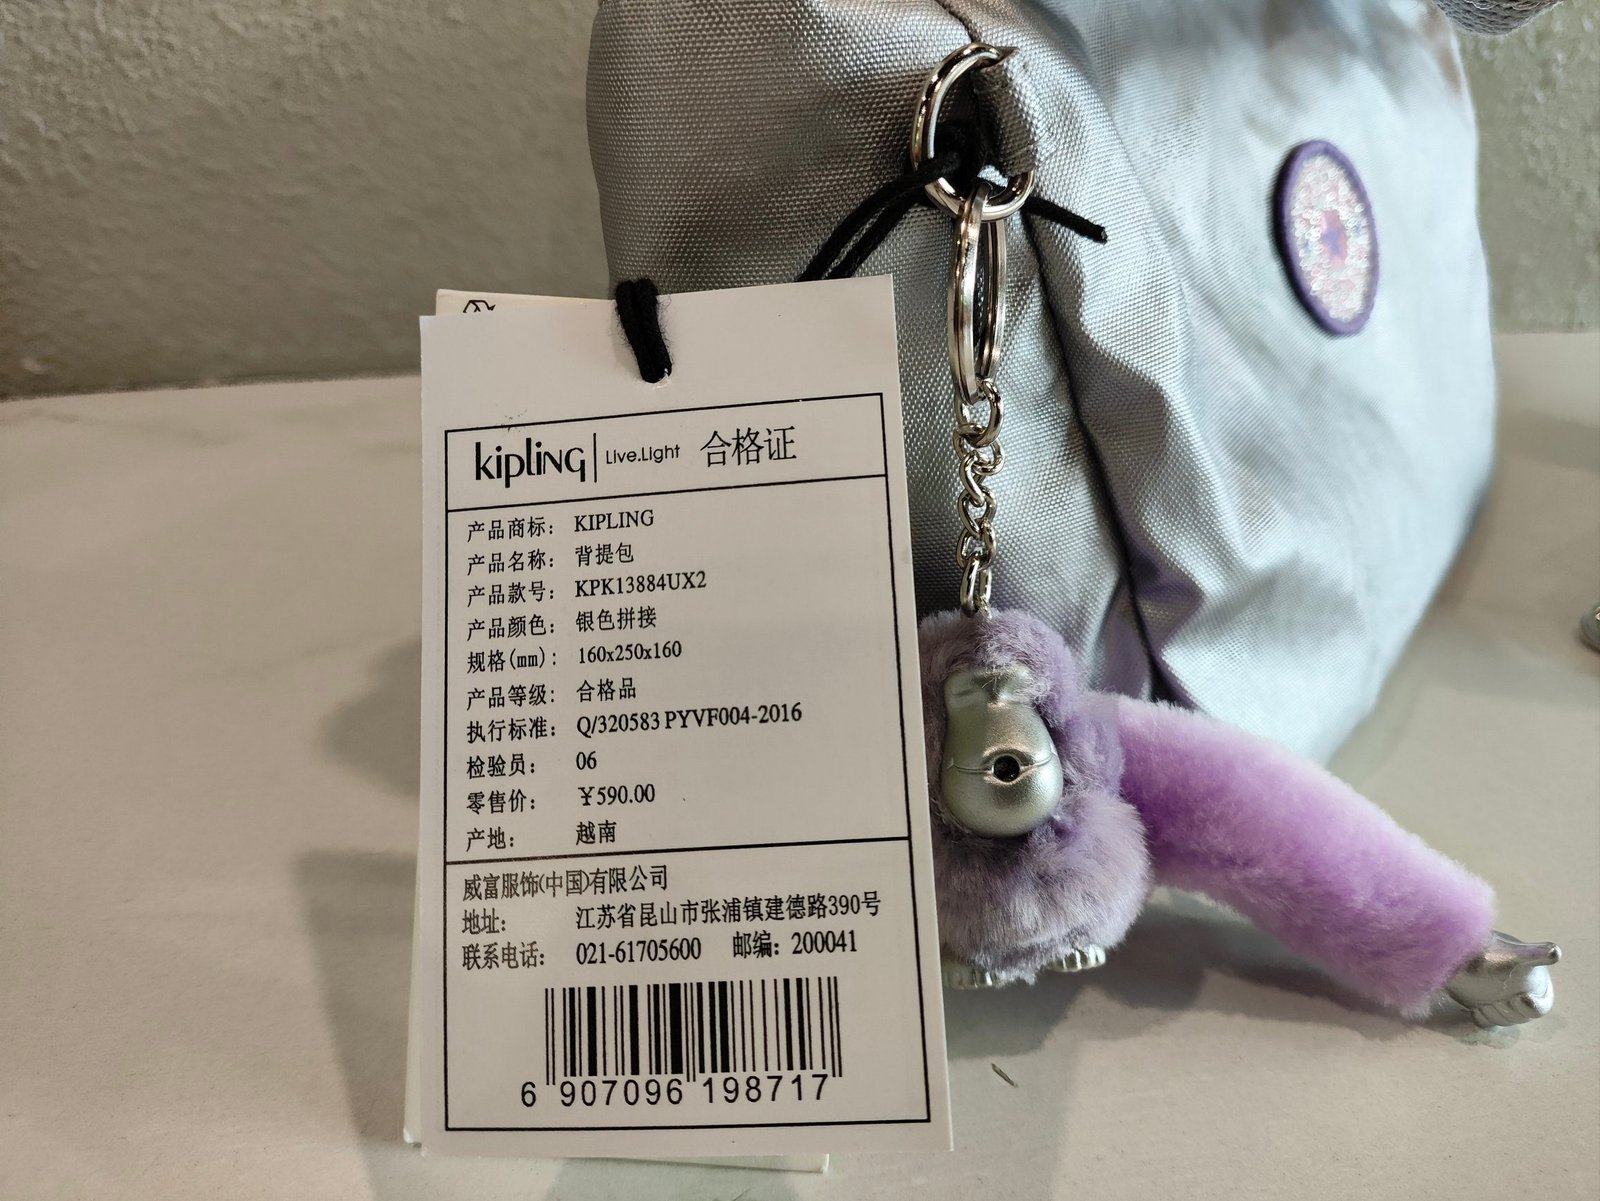 kipling Live.Light 合格证
产品商标: KIPLING
产品名称: 背提包
产品款号: KPK13884UX2
产品颜色: 银色拼接
规格(mm): 160x250x160
产品等级: 合格品
执行标准: Q/320583 PYVF004-2016
检验员: 06
零售价: ¥590.00
产地: 越南
威富服饰(中国)有限公司
地址: 江苏省昆山市张浦镇建德路390号
联系电话: 021-61705600 邮编: 200041
6 907096 198717